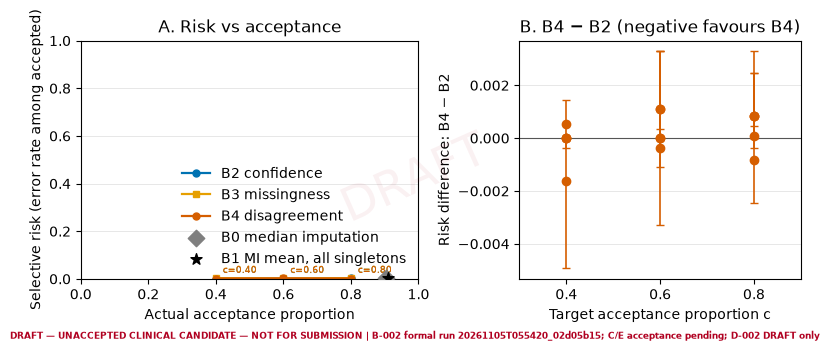 A. Risk vs acceptance
Selective risk (error rate among accepted)
1.0
0.8
0.6
0.4
0.2
0.0
B2 confidence
B3 missingness
B4 disagreement
B0 median imputation
B1 MI mean, all singletons
c=0.40
c=0.60
c=0.80
0.0
0.2
0.4
0.6
0.8
1.0
Actual acceptance proportion
B. B4 − B2 (negative favours B4)
Risk difference: B4 − B2
0.002
0.000
−0.002
−0.004
0.4
0.6
0.8
Target acceptance proportion c
DRAFT
DRAFT — UNACCEPTED CLINICAL CANDIDATE — NOT FOR SUBMISSION | B-002 formal run 20261105T055420_02d05b15; C/E acceptance pending; D-002 DRAFT only